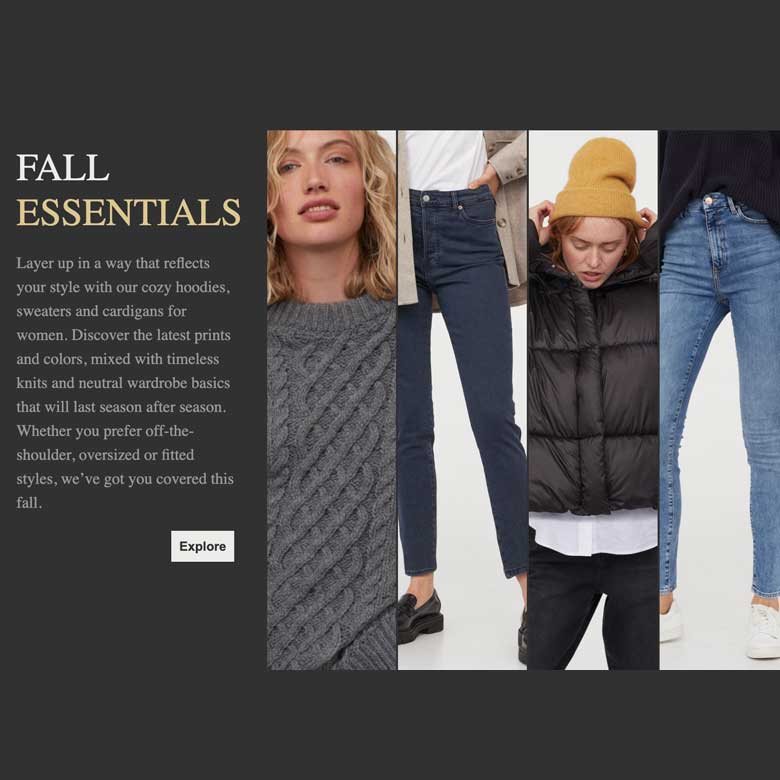 FALL
ESSENTIALS
Layer up in a way that reflects
your style with our cozy hoodies,
sweaters and cardigans for
women. Discover the latest prints
and colors, mixed with timeless
knits and neutral wardrobe basics
that will last season after season.
Whether you prefer off-the-
shoulder, oversized or fitted
styles, we’ve got you covered this
fall.
Explore